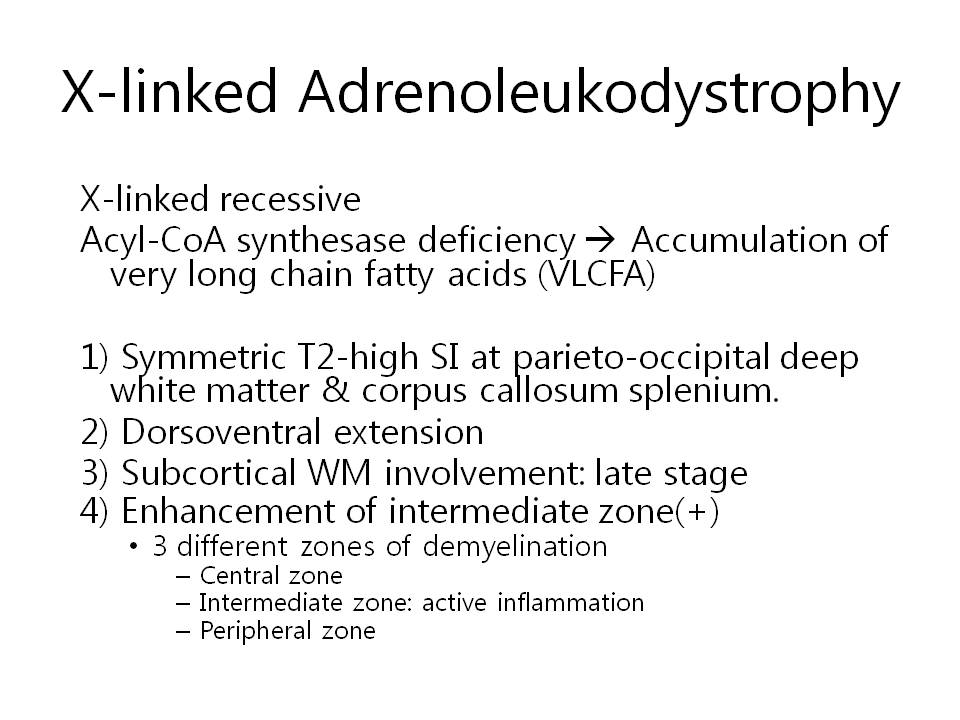 X-linked Adrenoleukodystrophy
X-linked recessive
Acyl-CoA synthesase deficiency → Accumulation of
very long chain fatty acids (VLCFA)
1) Symmetric T2-high SI at parieto-occipital deep
white matter & corpus callosum splenium.
2) Dorsoventral extension
3) Subcortical WM involvement: late stage
4) Enhancement of intermediate zone(+)
• 3 different zones of demyelination
– Central zone
– Intermediate zone: active inflammation
– Peripheral zone